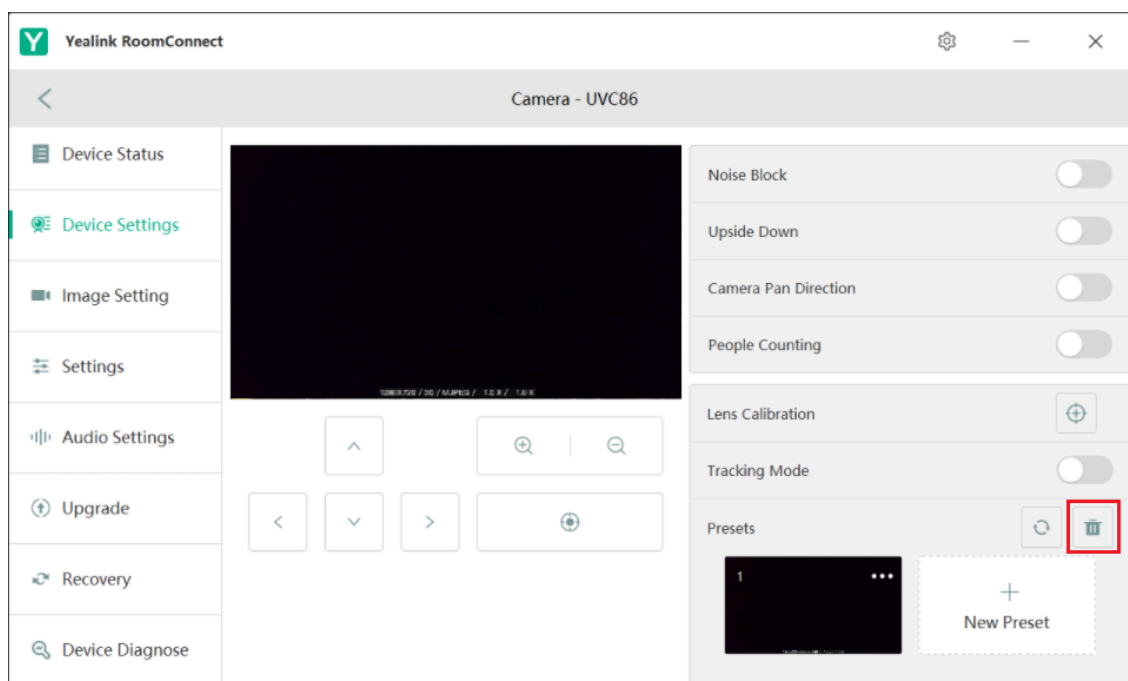 Yealink RoomConnect
Camera - UVC86
Device Status
Device Settings
Image Setting
Settings
Audio Settings
Upgrade
Recovery
Device Diagnose
Noise Block
Upside Down
Camera Pan Direction
People Counting
Lens Calibration
Tracking Mode
Presets
1
New Preset